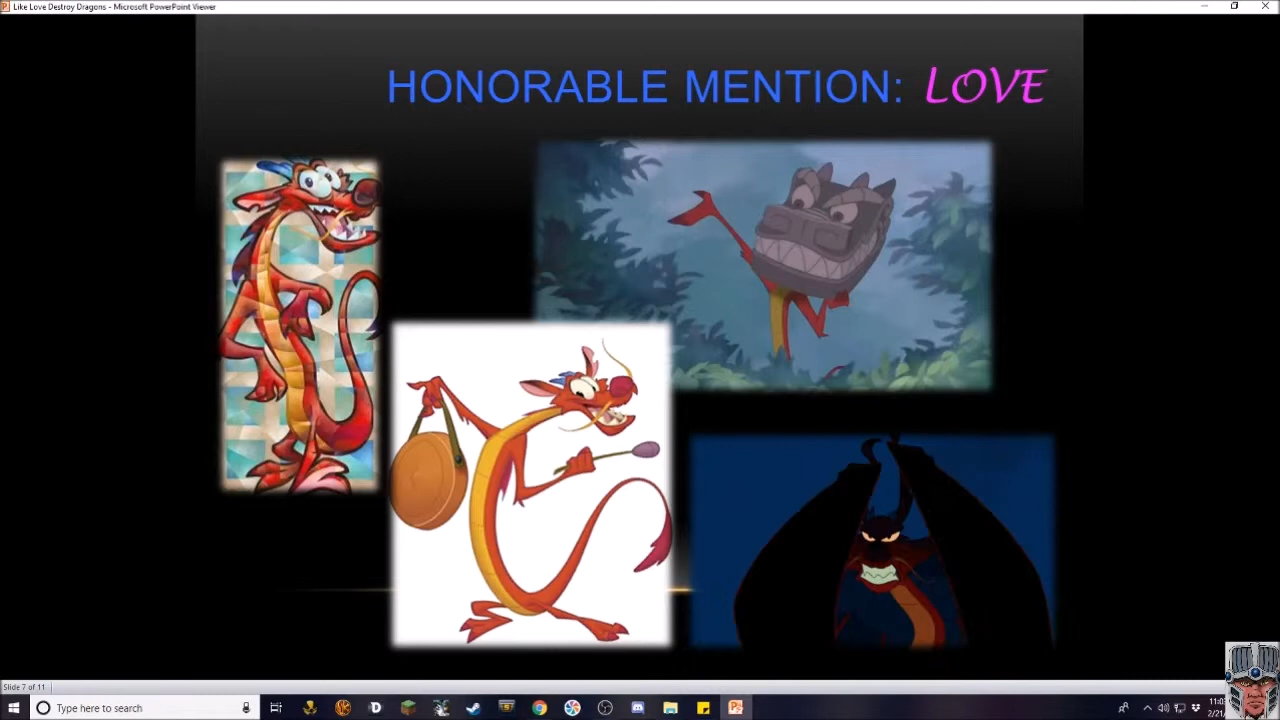 Like Love Destroy Dragons - Microsoft PowerPoint Viewer
HONORABLE MENTION: LOVE
Slide 7 of 11
Type here to search